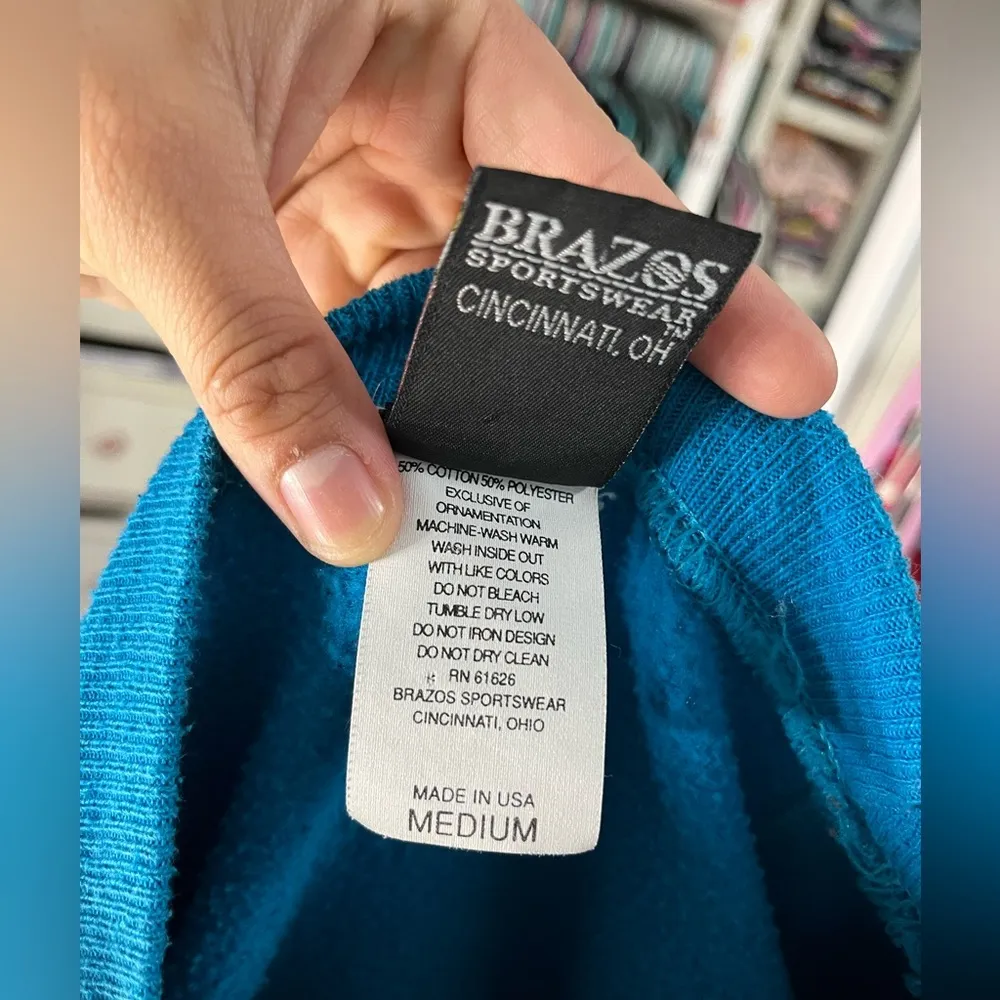 BRAZOS
SPORTSWEAR
TM
CINCINNATI, OH
50% COTTON 50% POLYESTER
EXCLUSIVE OF
ORNAMENTATION
MACHINE-WASH WARM
WASH INSIDE OUT
WITH LIKE COLORS
DO NOT BLEACH
TUMBLE DRY LOW
DO NOT IRON DESIGN
DO NOT DRY CLEAN
RN 61626
BRAZOS SPORTSWEAR
CINCINNATI, OHIO
MADE IN USA
MEDIUM